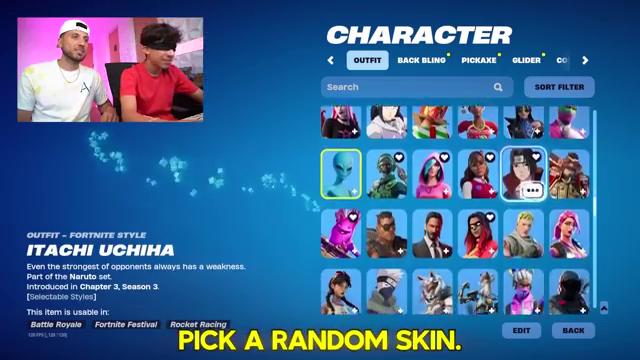 CHARACTER
OUTFIT BACK BLING PICKAXE GLIDER CO
Search SORT FILTER
OUTFIT - FORTNITE STYLE
ITACHI UCHIHA
Even the strongest of opponents always has a weakness.
Part of the Naruto set.
Introduced in Chapter 3, Season 3.
[Selectable Styles]
This item is usable in:
Battle Royale Fortnite Festival Rocket Racing
EDIT BACK
PICK A RANDOM SKIN.